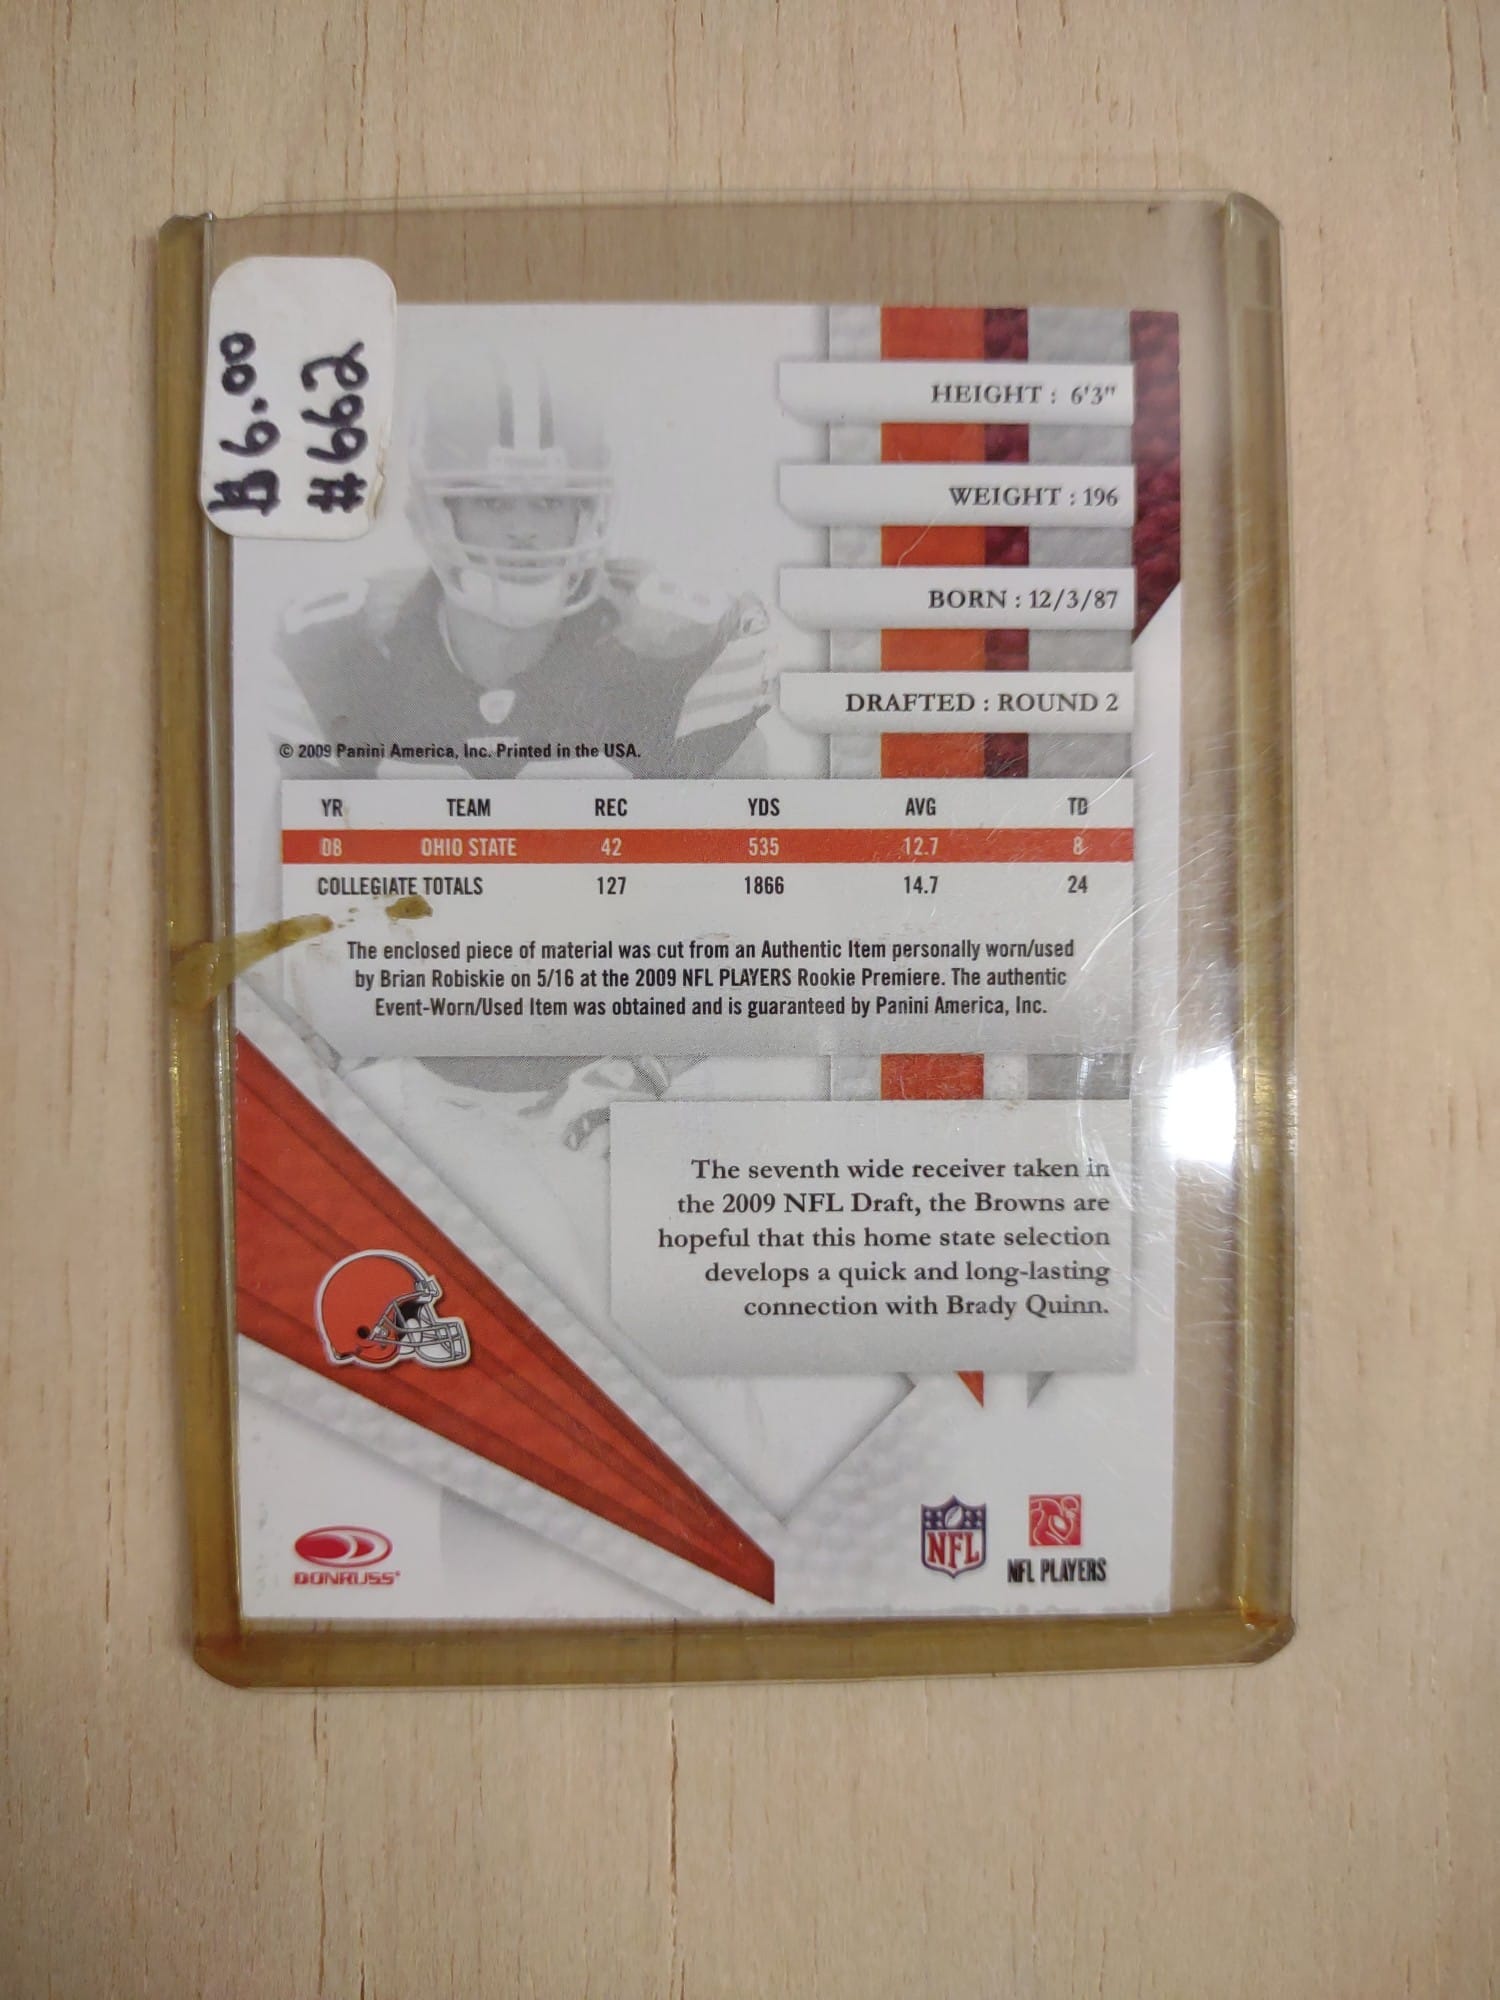 $6.00
#662
HEIGHT : 6'3"
WEIGHT : 196
BORN : 12/3/87
DRAFTED : ROUND 2
© 2009 Panini America, Inc. Printed in the USA.
YR TEAM REC YDS AVG TD
08 OHIO STATE 42 535 12.7 8
COLLEGIATE TOTALS 127 1866 14.7 24
The enclosed piece of material was cut from an Authentic Item personally worn/used
by Brian Robiskie on 5/16 at the 2009 NFL PLAYERS Rookie Premiere. The authentic
Event-Worn/Used Item was obtained and is guaranteed by Panini America, Inc.
The seventh wide receiver taken in
the 2009 NFL Draft, the Browns are
hopeful that this home state selection
develops a quick and long-lasting
connection with Brady Quinn.
DONRUSS
NFL
NFL PLAYERS